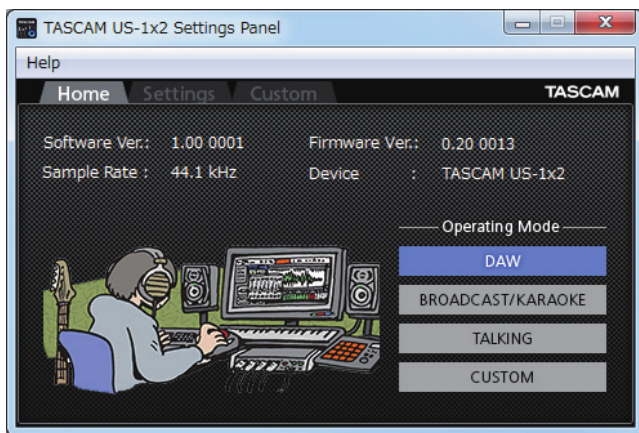 TASCAM US-1x2 Settings Panel
Help
Home Settings Custom TASCAM
Software Ver.: 1.00 0001 Firmware Ver.: 0.20 0013
Sample Rate : 44.1 kHz Device : TASCAM US-1x2
Operating Mode
DAW
BROADCAST/KARAOKE
TALKING
CUSTOM